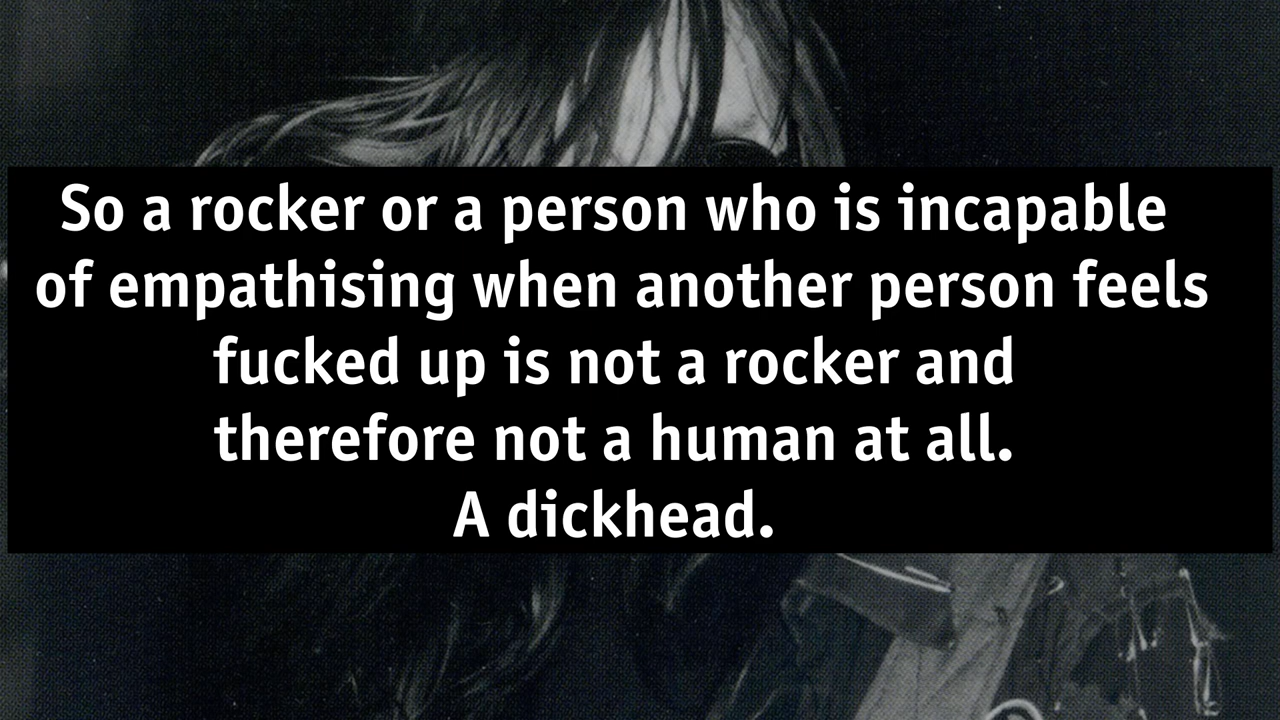 So a rocker or a person who is incapable
of empathising when another person feels
fucked up is not a rocker and
therefore not a human at all.
A dickhead.